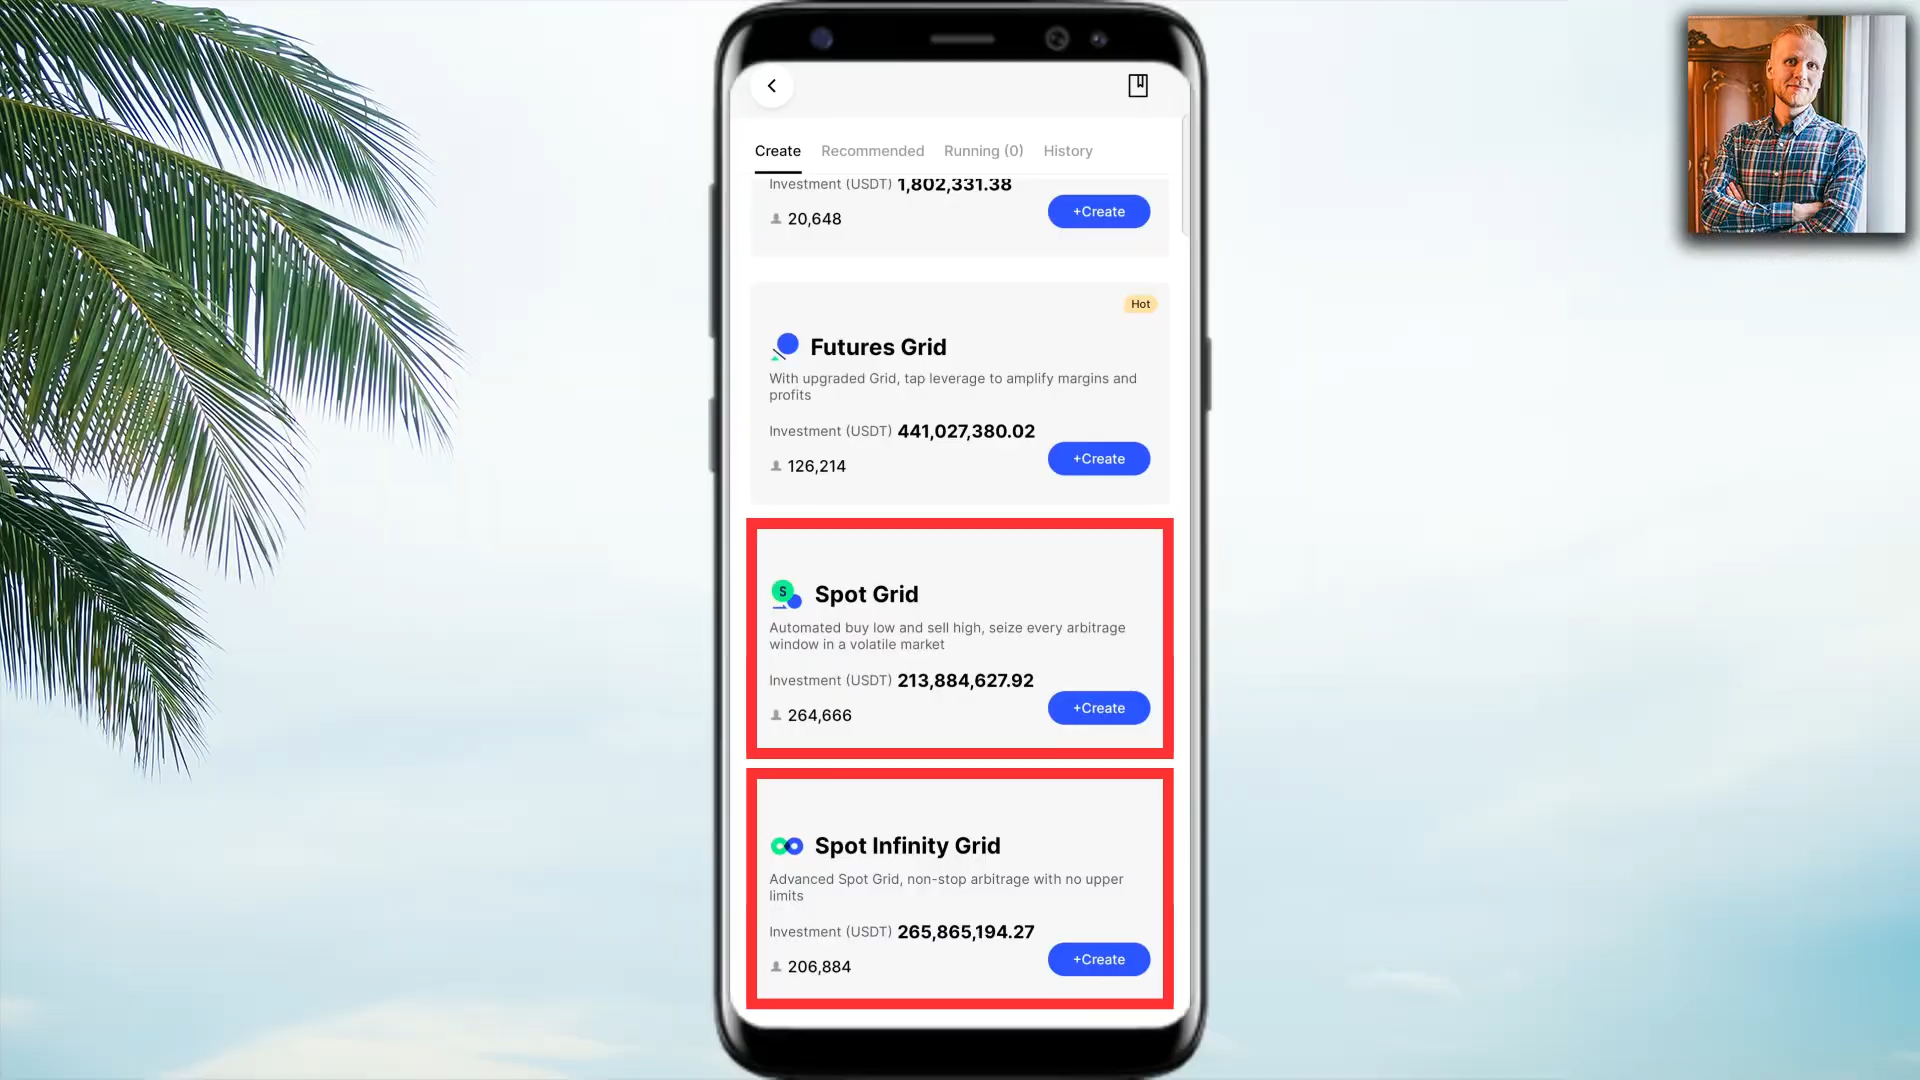 Create Recommended Running (0) History
Investment (USDT) 1,802,331.38
20,648
+Create
Hot
Futures Grid
With upgraded Grid, tap leverage to amplify margins and
profits
Investment (USDT) 441,027,380.02
126,214
+Create
S
Spot Grid
Automated buy low and sell high, seize every arbitrage
window in a volatile market
Investment (USDT) 213,884,627.92
264,666
+Create
Spot Infinity Grid
Advanced Spot Grid, non-stop arbitrage with no upper
limits
Investment (USDT) 265,865,194.27
206,884
+Create